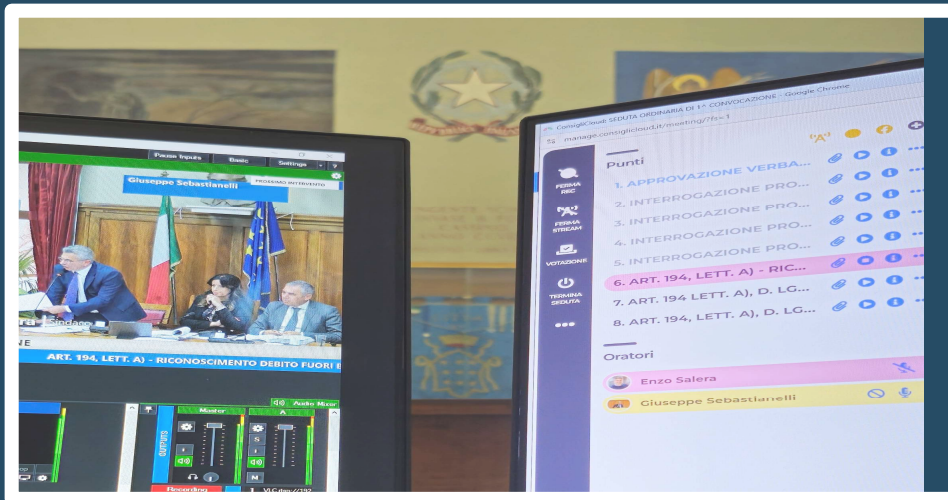 Pause Inputs
Basic
Settings
Giuseppe Sebastianelli
PROSSIMO INTERVENTO
Sindaco
ART. 194, LETT. A) - RICONOSCIMENTO DEBITO FUORI
Audio Mixer
OUTPUTS
Master
A
S
M
Recording
ConsigliCloud: SEDUTA ORDINARIA DI 1^ CONVOCAZIONE - Google Chrome
manage.consiglicloud.it/meeting/?fs=1
FERMA
REC
FERMA
STREAM
VOTAZIONE
TERMINA
SEDUTA
Punti
1. APPROVAZIONE VERBA...
2. INTERROGAZIONE PRO...
3. INTERROGAZIONE PRO...
4. INTERROGAZIONE PRO...
5. INTERROGAZIONE PRO...
6. ART. 194, LETT. A) - RIC...
7. ART. 194 LETT. A), D. LG...
8. ART. 194, LETT. A), D. LG...
Oratori
Enzo Salera
Giuseppe Sebastianelli